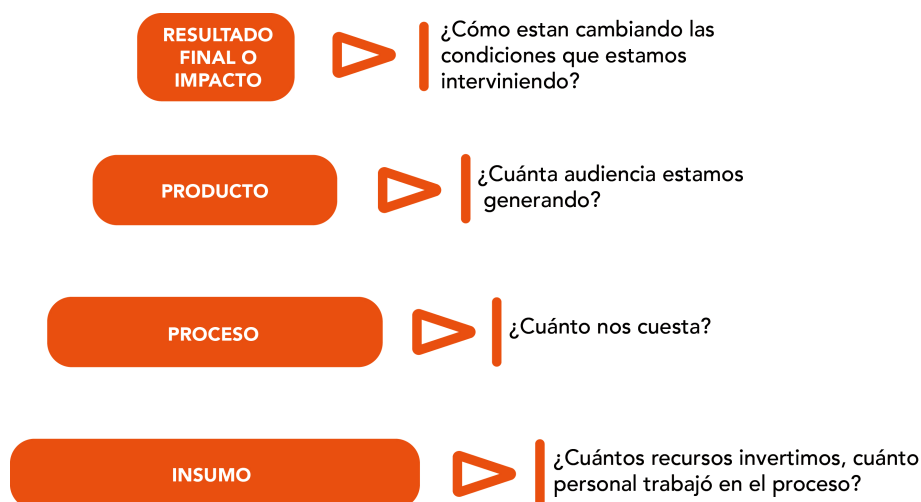 RESULTADO
FINAL O
IMPACTO
¿Cómo estan cambiando las
condiciones que estamos
interviniendo?
PRODUCTO
¿Cuánta audiencia estamos
generando?
PROCESO
¿Cuánto nos cuesta?
INSUMO
¿Cuántos recursos invertimos, cuánto
personal trabajó en el proceso?